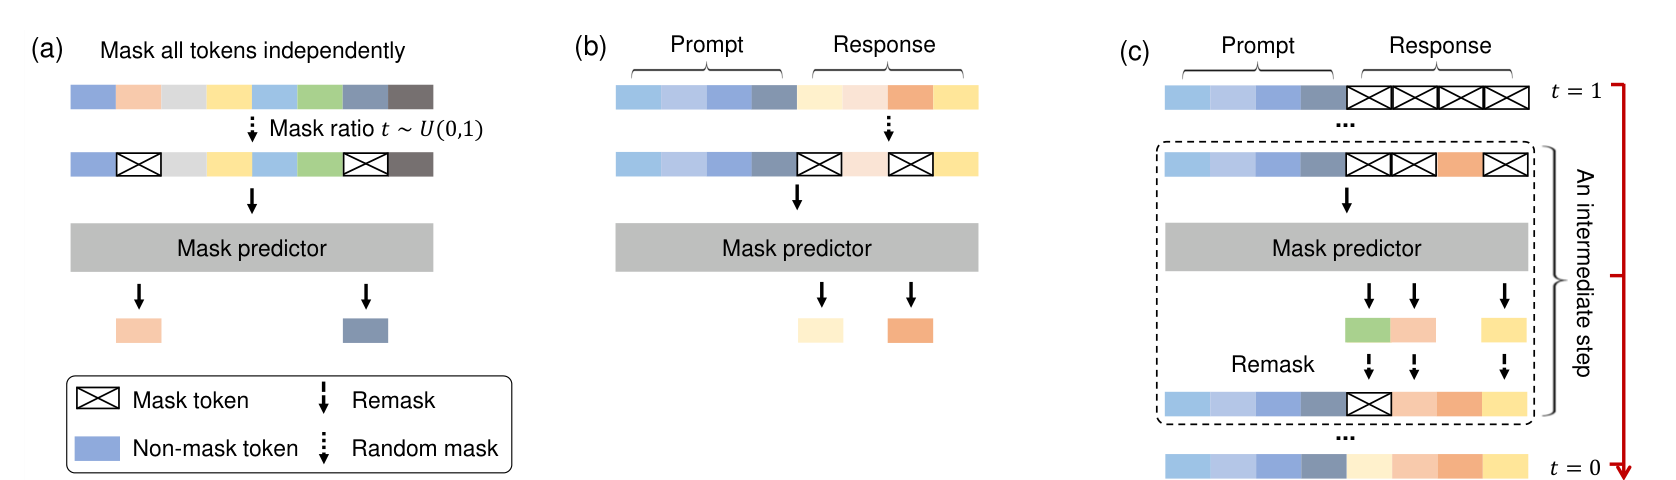 (a)
Mask all tokens independently
Mask ratio t ~ U(0,1)
Mask predictor
Mask token
Remask
Non-mask token
Random mask
(b)
Prompt
Response
Mask predictor
(c)
Prompt
Response
t = 1
...
Mask predictor
Remask
An intermediate step
...
t = 0